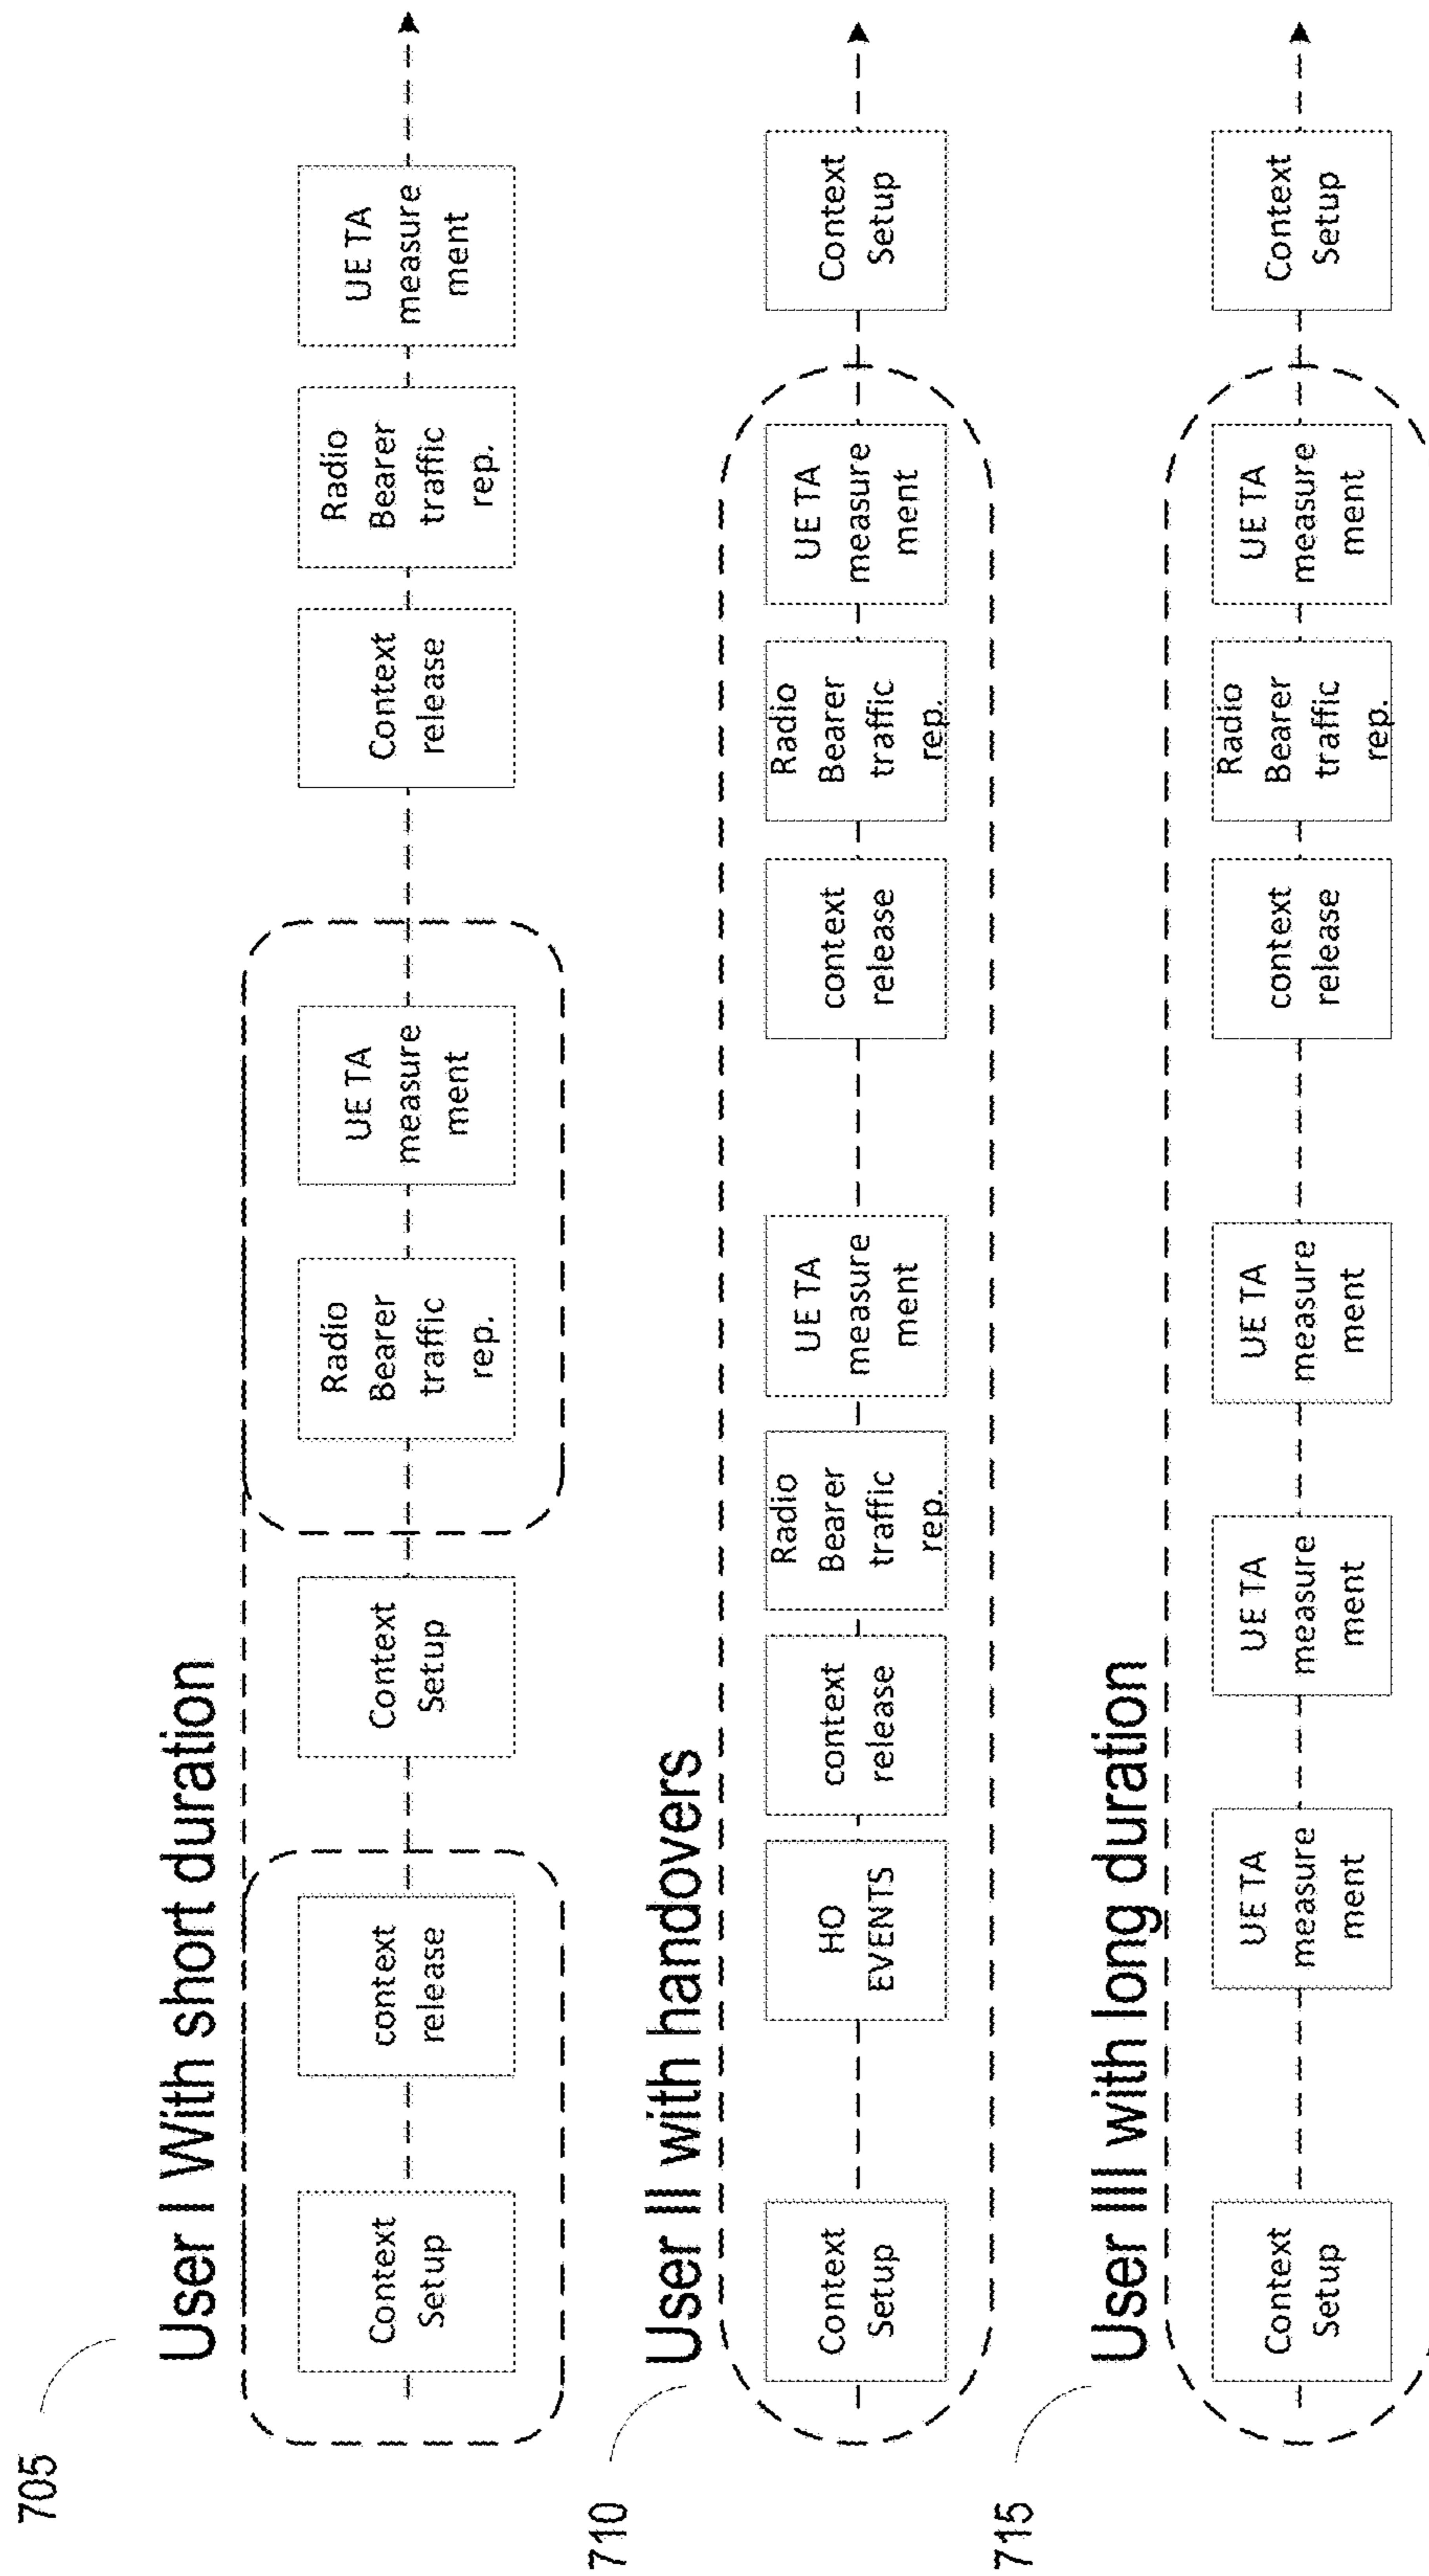 705
User I With short duration
Context
Setup
context
release
Context
Setup
Radio
Bearer
traffic
rep.
UE TA
measure
ment
Context
release
Radio
Bearer
traffic
rep.
UE TA
measure
ment
710
User III with handovers
Context
Setup
HO
EVENTS
context
release
Radio
Bearer
traffic
rep.
UE TA
measure
ment
context
release
Radio
Bearer
traffic
rep.
UE TA
measure
ment
Context
Setup
715
User IIII with long duration
Context
Setup
UE TA
measure
ment
UE TA
measure
ment
UE TA
measure
ment
context
release
Radio
Bearer
traffic
rep.
UE TA
measure
ment
Context
Setup